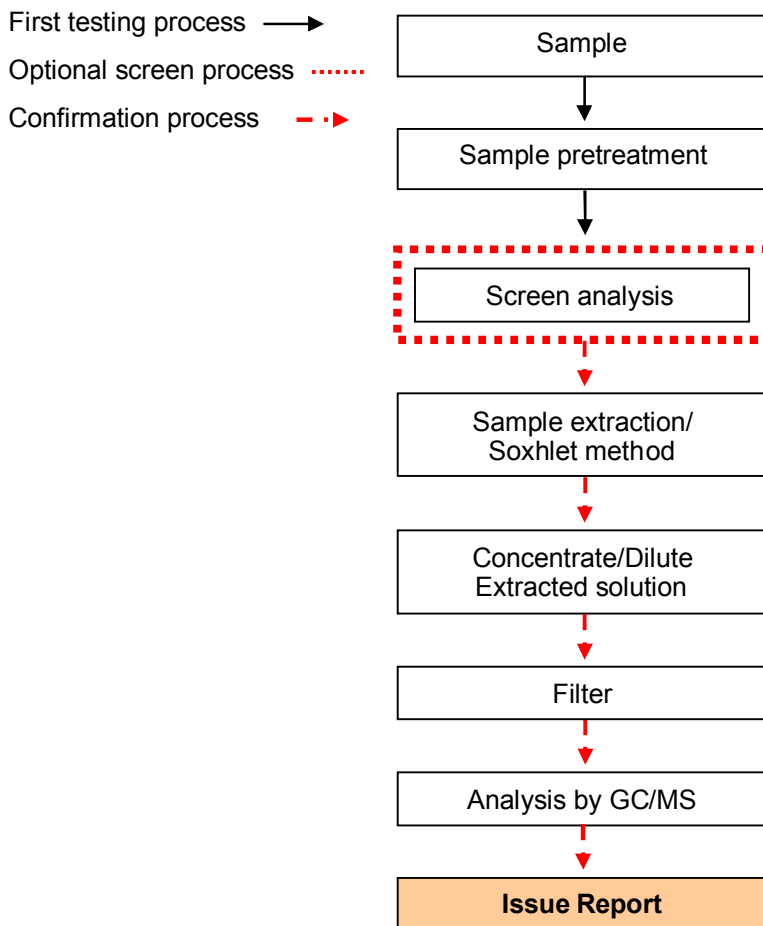 First testing process
Optional screen process
Confirmation process
Sample
Sample pretreatment
Screen analysis
Sample extraction/
Soxhlet method
Concentrate/Dilute
Extracted solution
Filter
Analysis by GC/MS
Issue Report